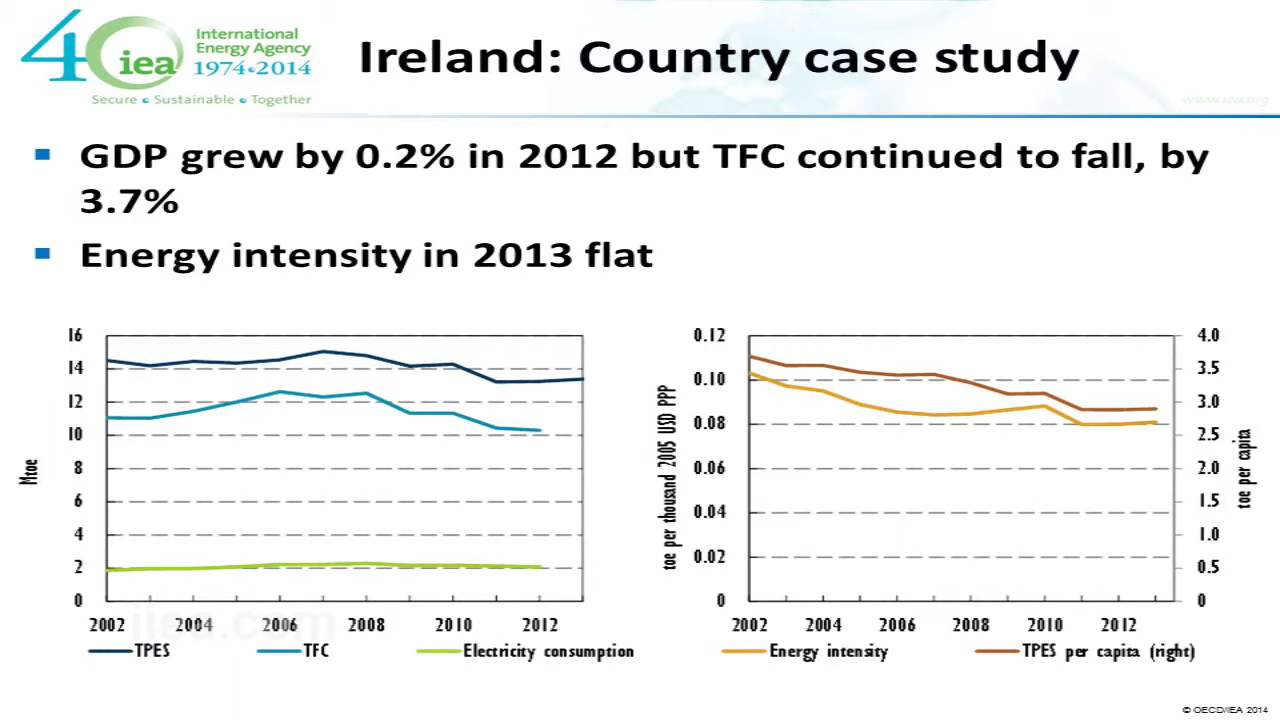 40
iea
International
Energy Agency
1974•2014
Secure • Sustainable • Together
Ireland: Country case study
www.iea.org
GDP grew by 0.2% in 2012 but TFC continued to fall, by
3.7%
Energy intensity in 2013 flat
16
14
12
10
8
6
4
2
0
Mtoe
2002 2004 2006 2008 2010 2012
TPES TFC Electricity consumption
iiea.com
0.12
0.10
0.08
0.06
0.04
0.02
0
toe per thousand 2005 USD PPP
4.0
3.5
3.0
2.5
2.0
1.5
1.0
0.5
0
toe per capita
2002 2004 2006 2008 2010 2012
Energy intensity TPES per capita (right)
© OECD/IEA 2014